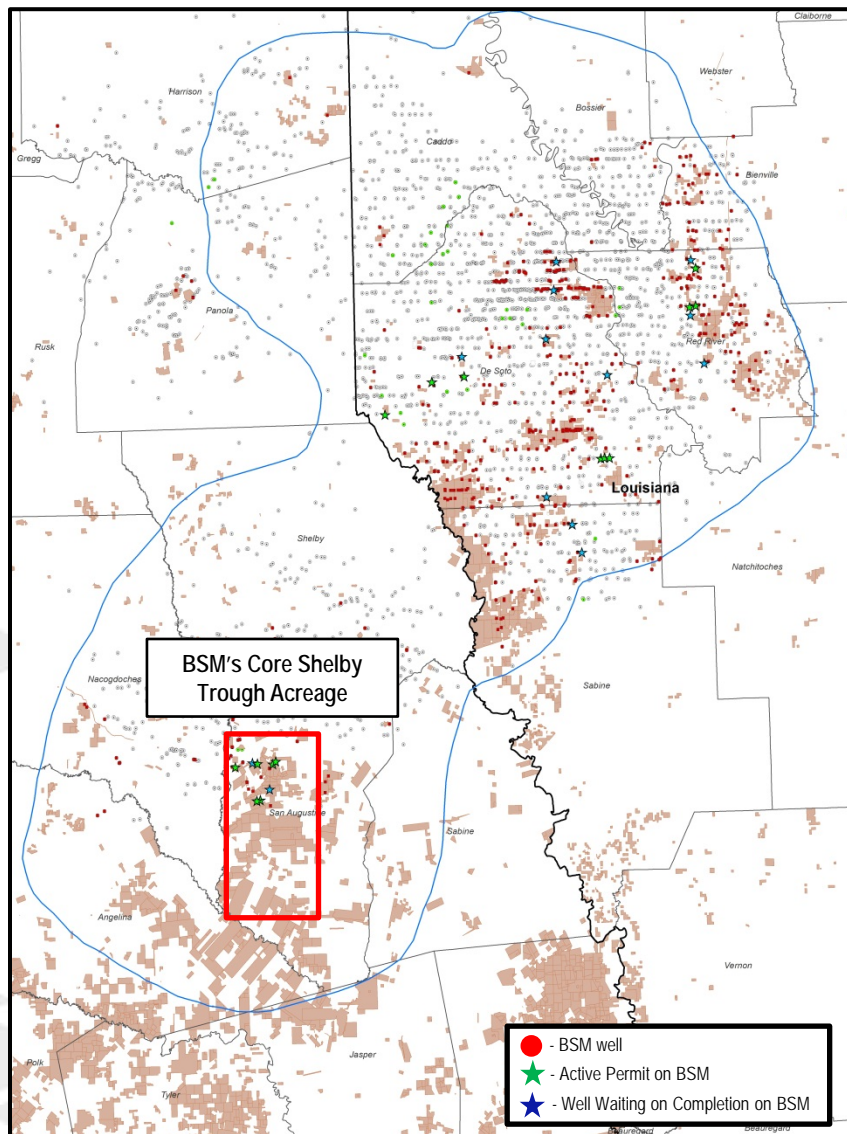 Claiborne
Webster
Harrison
Bossier
Caddo
Gregg
Bienville
Panola
Rusk
Red River
De Soto
Louisiana
Shelby
Natchitoches
BSM's Core Shelby
Trough Acreage
Nacogdoches
Sabine
San Augustine
Sabine
Angelina
Vernon
Jasper
Polk
Tyler
- BSM well
- Active Permit on BSM
- Well Waiting on Completion on BSM
Beauregard
Beauregard